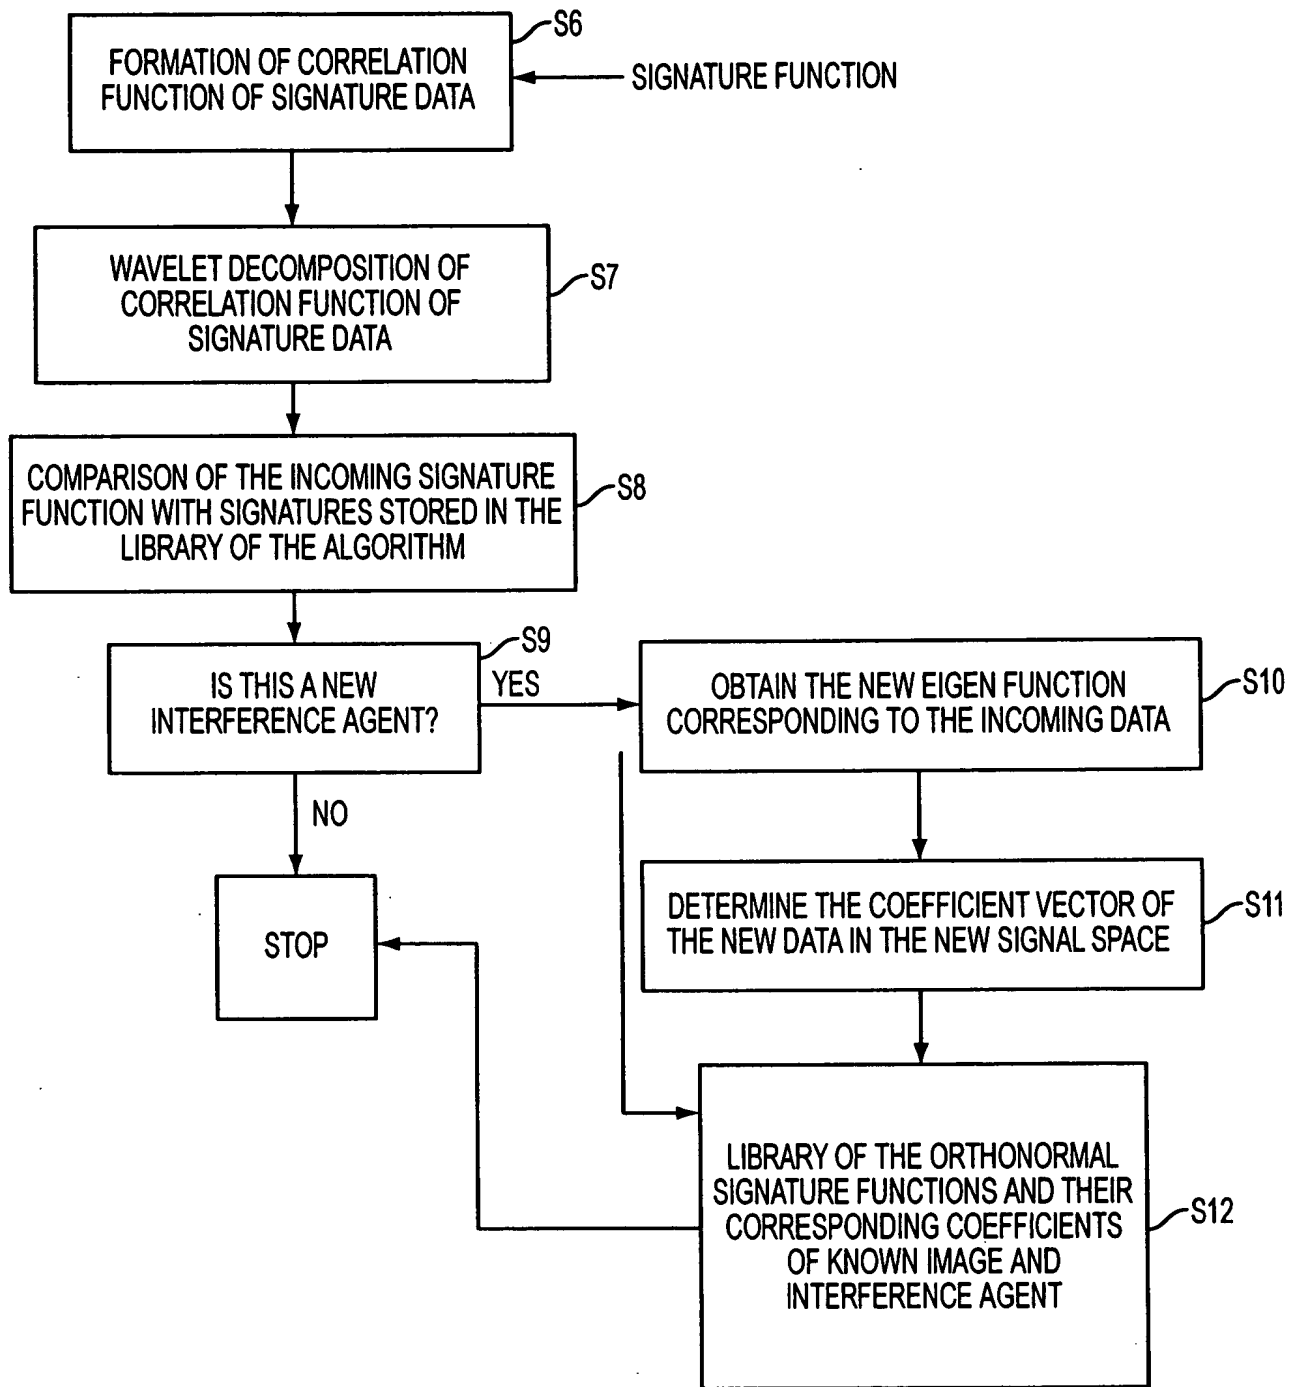 S6
FORMATION OF CORRELATION
FUNCTION OF SIGNATURE DATA
SIGNATURE FUNCTION
S7
WAVELET DECOMPOSITION OF
CORRELATION FUNCTION OF
SIGNATURE DATA
S8
COMPARISON OF THE INCOMING SIGNATURE
FUNCTION WITH SIGNATURES STORED IN THE
LIBRARY OF THE ALGORITHM
S9
IS THIS A NEW
INTERFERENCE AGENT?
YES
NO
STOP
S10
OBTAIN THE NEW EIGEN FUNCTION
CORRESPONDING TO THE INCOMING DATA
S11
DETERMINE THE COEFFICIENT VECTOR OF
THE NEW DATA IN THE NEW SIGNAL SPACE
LIBRARY OF THE ORTHONORMAL
SIGNATURE FUNCTIONS AND THEIR
CORRESPONDING COEFFICIENTS
OF KNOWN IMAGE AND
INTERFERENCE AGENT
S12